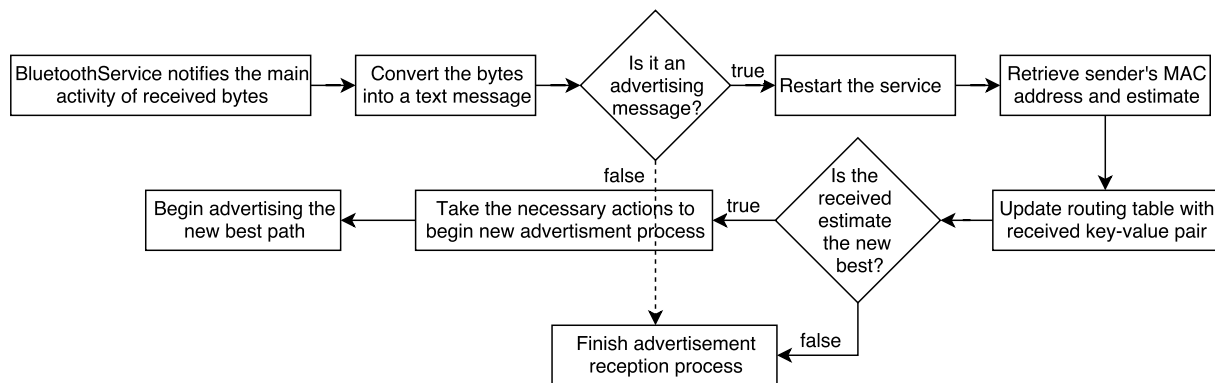 BluetoothService notifies the main
activity of received bytes
Convert the bytes
into a text message
Is it an
advertising
message?
true
Restart the service
Retrieve sender's MAC
address and estimate
false
Begin advertising the
new best path
Take the necessary actions to
begin new advertisment process
true
Is the
received
estimate
the new
best?
Update routing table with
received key-value pair
Finish advertisement
reception process
false